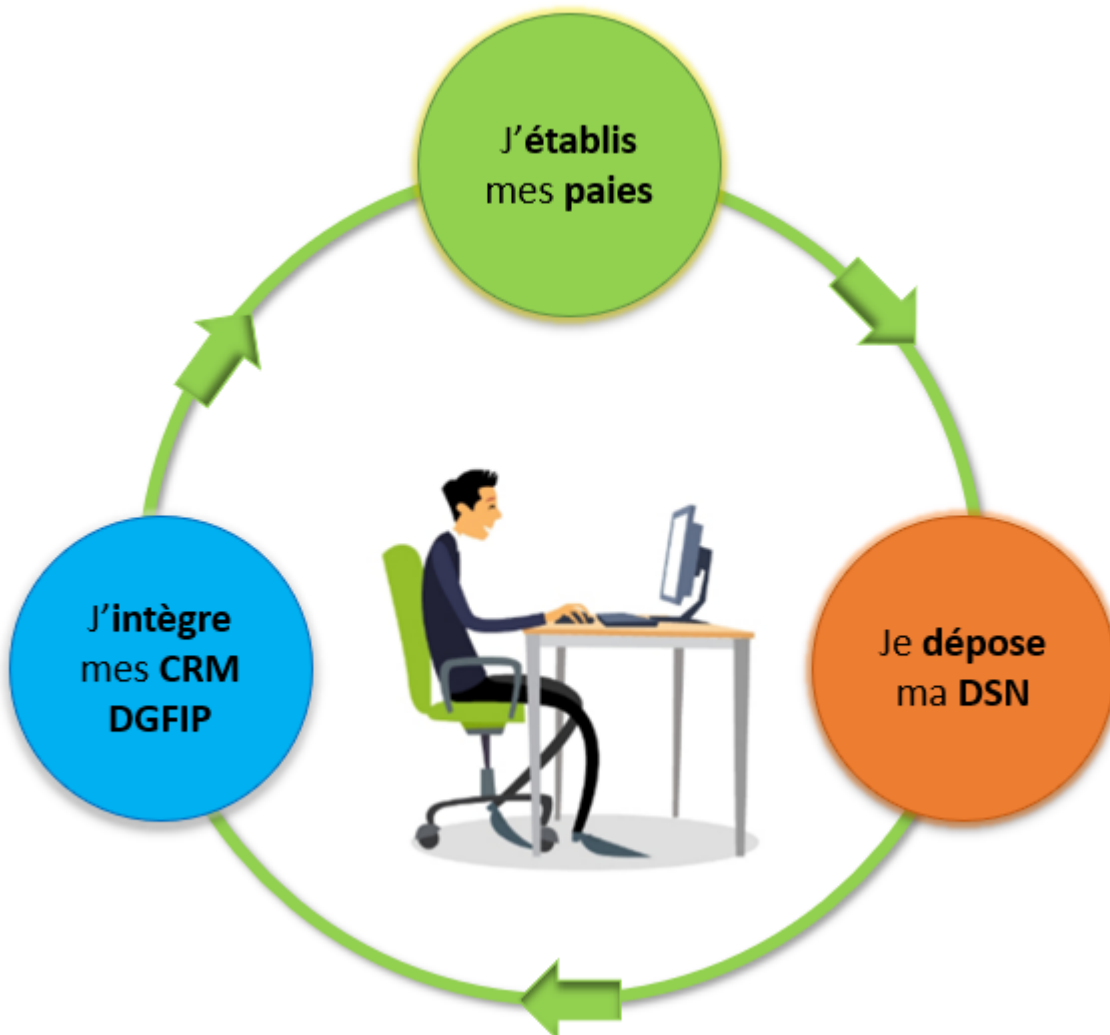 J’établis
mes paies
Je dépose
ma DSN
J’intègre
mes CRM
DGFIP